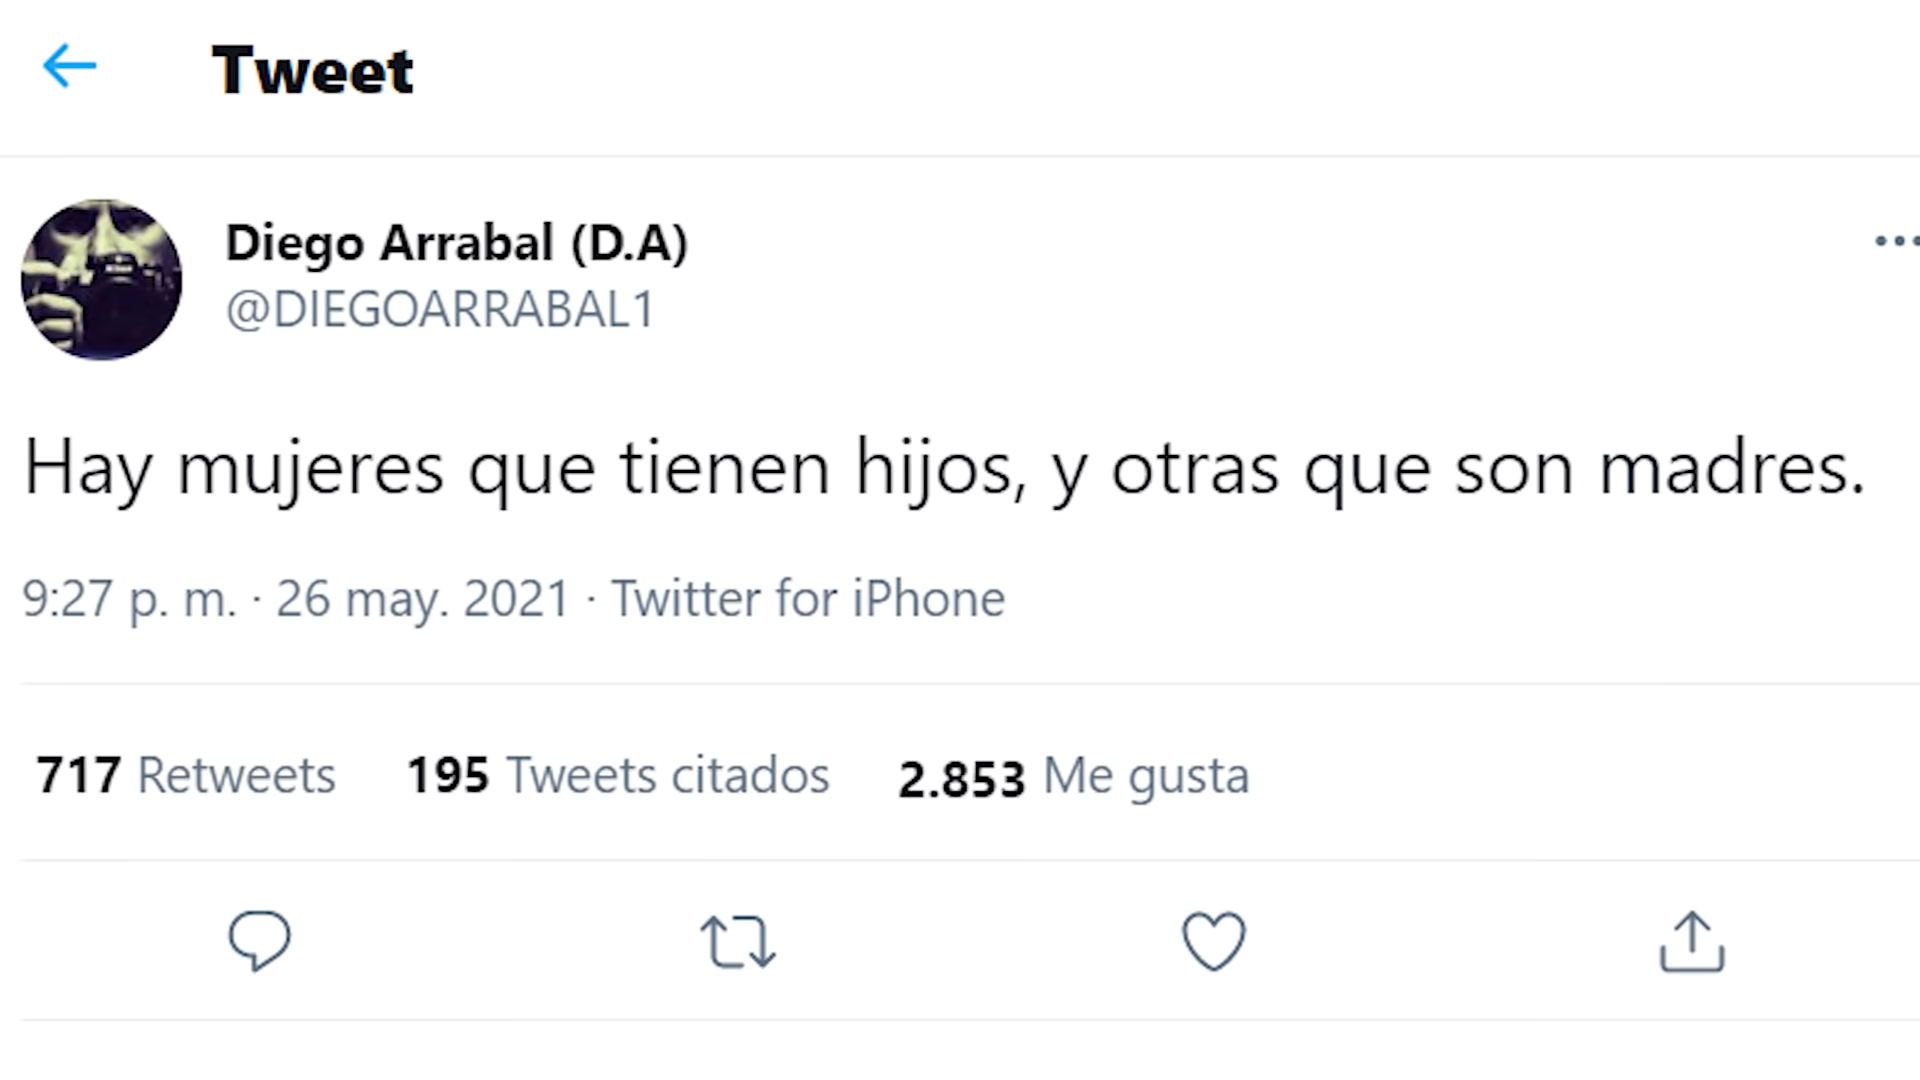 Tweet
Diego Arrabal (D.A)
@DIEGOARRABAL1
Hay mujeres que tienen hijos, y otras que son madres.
9:27 p. m. · 26 may. 2021 · Twitter for iPhone
717 Retweets 195 Tweets citados 2.853 Me gusta